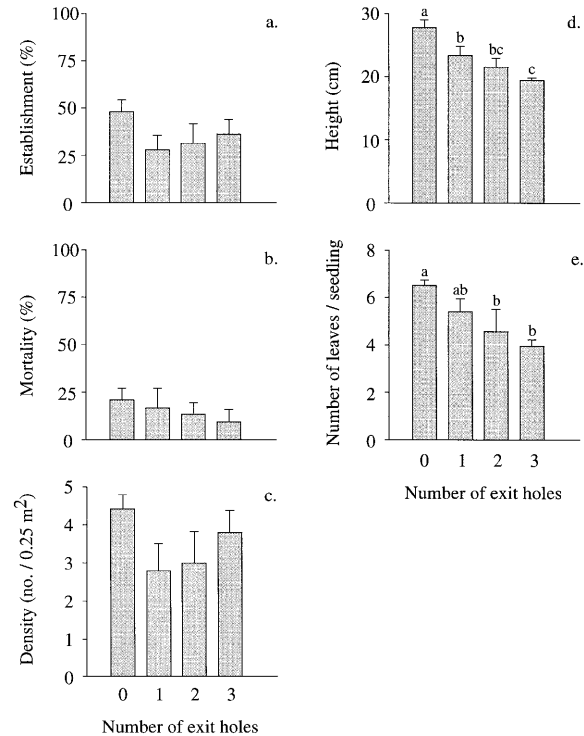 a.
Establishment (%)
100
75
50
25
0
b.
Mortality (%)
100
75
50
25
0
c.
Density (no. / 0.25 m²)
5
4
3
2
1
0
0 1 2 3
Number of exit holes
d.
Height (cm)
30
20
10
0
a
b
bc
c
e.
Number of leaves / seedling
8
6
4
2
0
a
ab
b
b
0 1 2 3
Number of exit holes